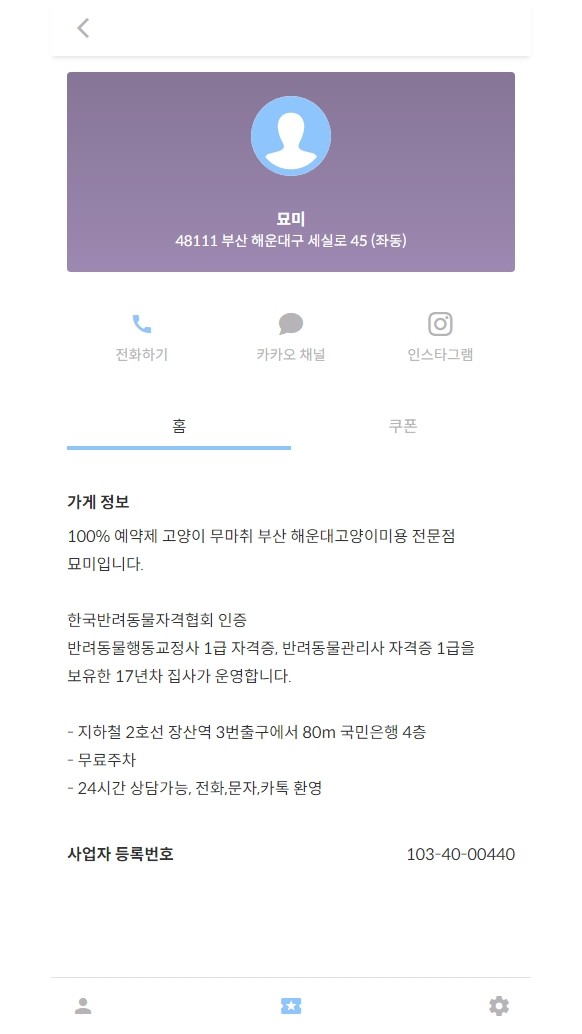 묘미
48111 부산 해운대구 세실로 45 (좌동)
전화하기
카카오 채널
인스타그램
홈
쿠폰
가게 정보
100% 예약제 고양이 무마취 부산 해운대고양이미용 전문점
묘미입니다.
한국반려동물자격협회 인증
반려동물행동교정사 1급 자격증, 반려동물관리사 자격증 1급을
보유한 17년차 집사가 운영합니다.
- 지하철 2호선 장산역 3번출구에서 80m 국민은행 4층
- 무료주차
- 24시간 상담가능, 전화,문자,카톡 환영
사업자 등록번호
103-40-00440